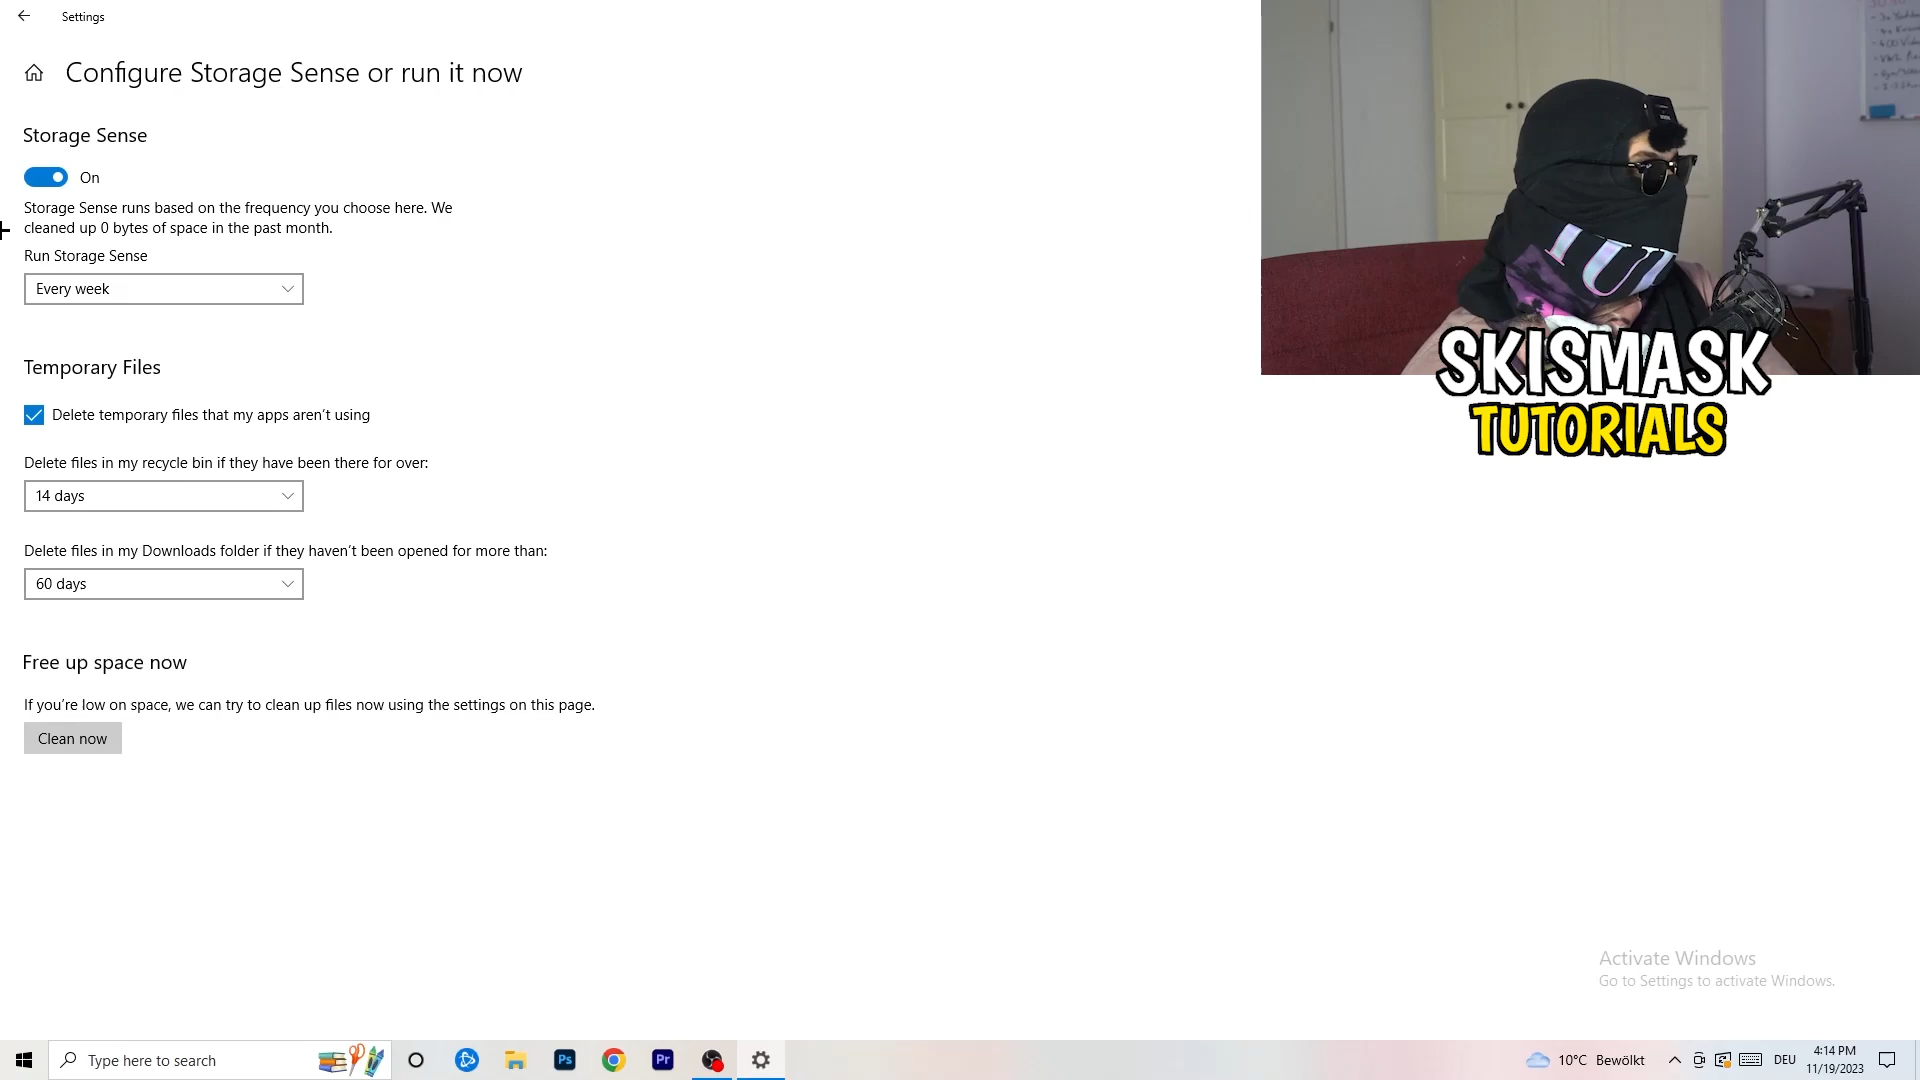 Settings
Configure Storage Sense or run it now
Storage Sense
On
Storage Sense runs based on the frequency you choose here. We
cleaned up 0 bytes of space in the past month.
Run Storage Sense
Every week
Temporary Files
Delete temporary files that my apps aren't using
Delete files in my recycle bin if they have been there for over:
14 days
Delete files in my Downloads folder if they haven't been opened for more than:
60 days
Free up space now
If you're low on space, we can try to clean up files now using the settings on this page.
Clean now
SKISMASK
TUTORIALS
Activate Windows
Go to Settings to activate Windows.
Type here to search
Ps
Pr
10°C Bewölkt
DEU
4:14 PM
11/19/2023